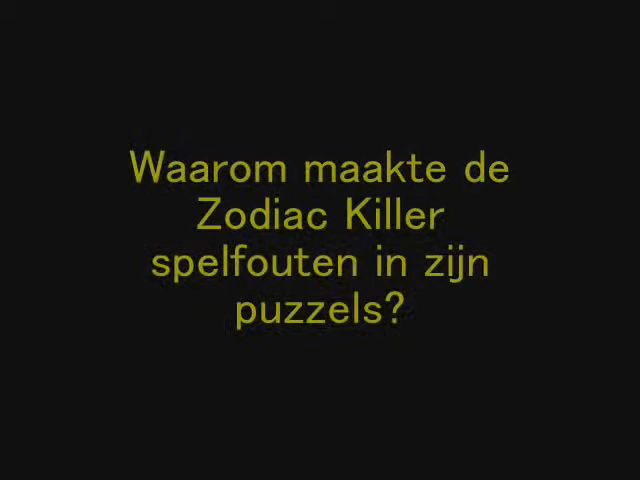 Waarom maakte de
Zodiac Killer
spelfouten in zijn
puzzels?